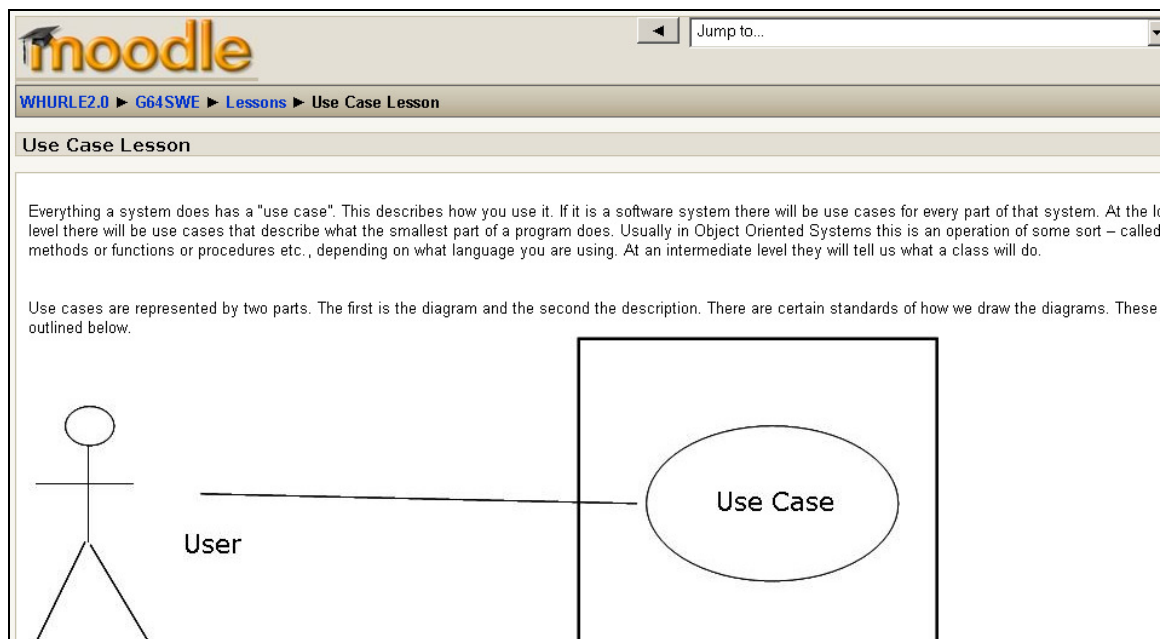 moodle
◄ Jump to...
WHURLE2.0 ► G64SWE ► Lessons ► Use Case Lesson
Use Case Lesson
Everything a system does has a "use case". This describes how you use it. If it is a software system there will be use cases for every part of that system. At the
level there will be use cases that describe what the smallest part of a program does. Usually in Object Oriented Systems this is an operation of some sort – called
methods or functions or procedures etc., depending on what language you are using. At an intermediate level they will tell us what a class will do.
Use cases are represented by two parts. The first is the diagram and the second the description. There are certain standards of how we draw the diagrams. These
outlined below.
Use Case
User